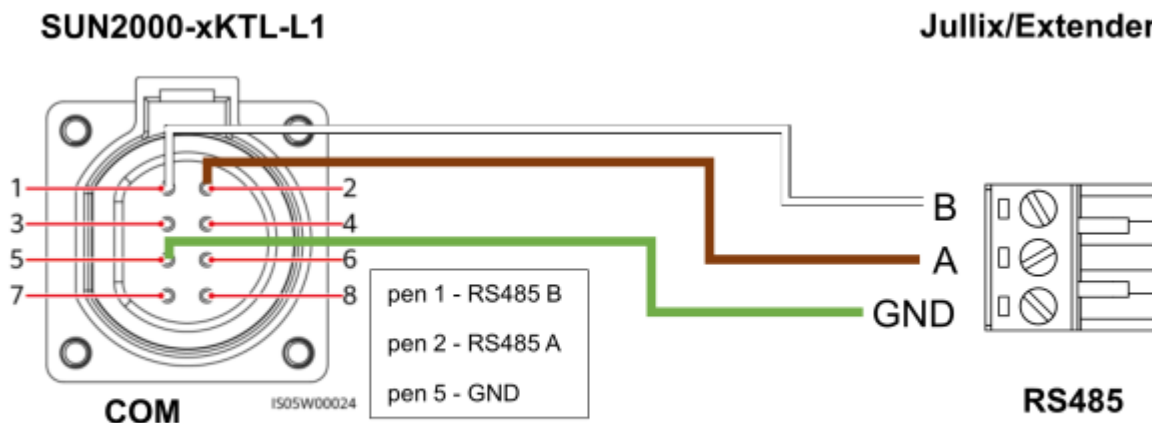 SUN2000-xKTL-L1
Jullix/Extender
1
2
3
4
5
6
7
8
B
A
GND
pen 1 - RS485 B
pen 2 - RS485 A
pen 5 - GND
IS05W00024
COM
RS485